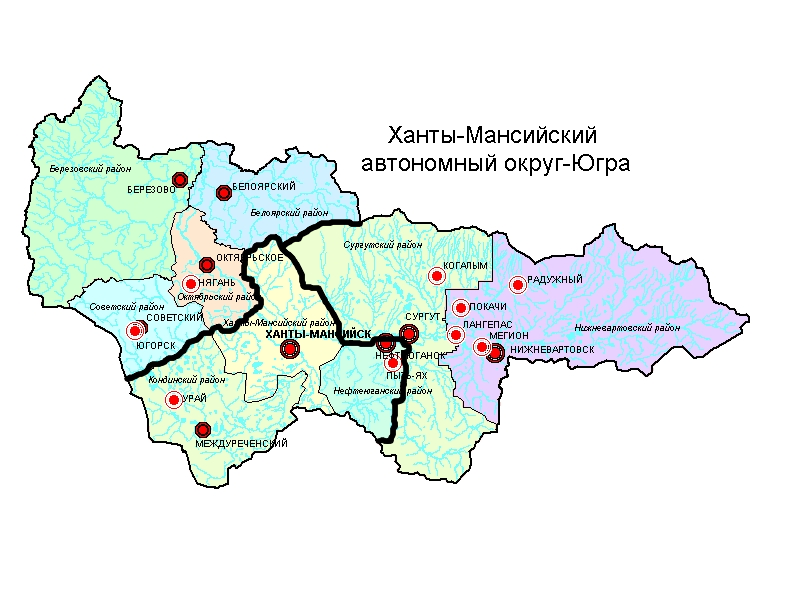 Ханты-Мансийский
автономный округ-Югра
Березовский район
БЕРЕЗОВО
БЕЛОЯРСКИЙ
Белоярский район
Сургутский район
ОКТЯБРЬСКОЕ
КОГАЛЫМ
НЯГАНЬ
РАДУЖНЫЙ
Октябрьский район
Советский район
ПОКАЧИ
СОВЕТСКИЙ
СУРГУТ
Ханты-Мансийский район
ЛАНГЕПАС
Нижневартовский район
ХАНТЫ-МАНСИЙСК
МЕГИОН
ЮГОРСК
НИЖНЕВАРТОВСК
НЕФТЕЮГАНСК
ПЫТЬ-ЯХ
Кондинский район
Нефтеюганский район
УРАЙ
МЕЖДУРЕЧЕНСКИЙ